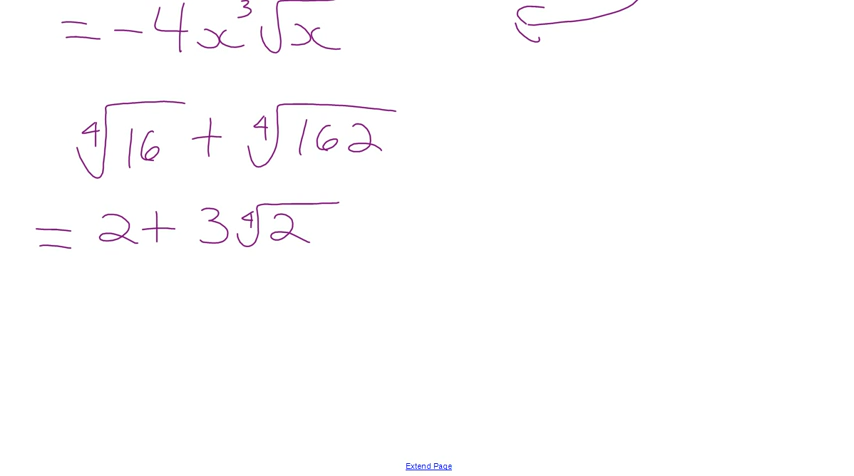 = -4x³√x
⁴√16 + ⁴√162
= 2 + 3⁴√2
Extend Page